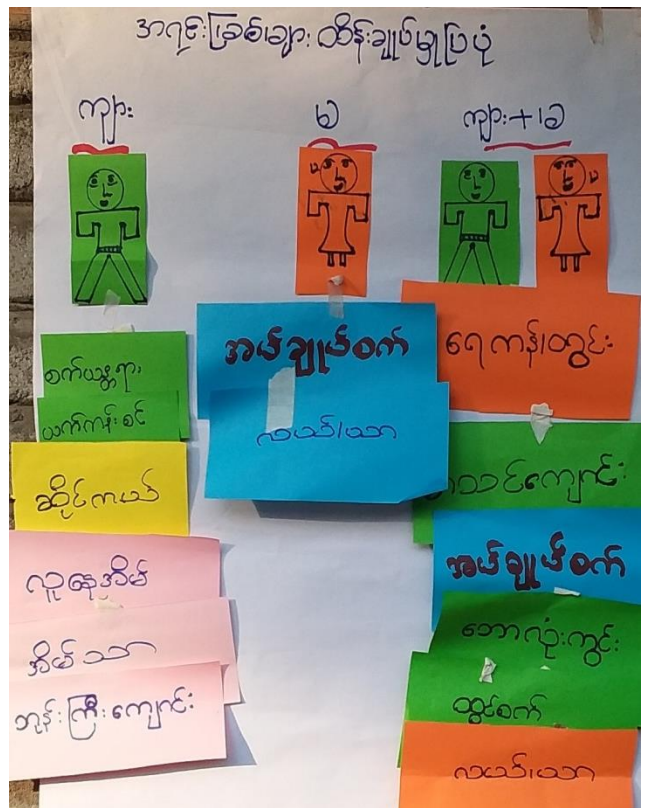 အရင်းအမြစ်များ ထိန်းချုပ်မှုပြပုံ
ကျား
မ
ကျား+မ
စက်ယန္တရား
ယက်ကန်းစင်
ဆိုင်ကယ်
လူနေအိမ်
အိမ်သာ
ဘုန်းကြီးကျောင်း
အပ်ချုပ်စက်
လယ်/ယာ
ရေကန်/တွင်း
စာသင်ကျောင်း
အပ်ချုပ်စက်
ဘောလုံးကွင်း
ထွန်စက်
လယ်/ယာ